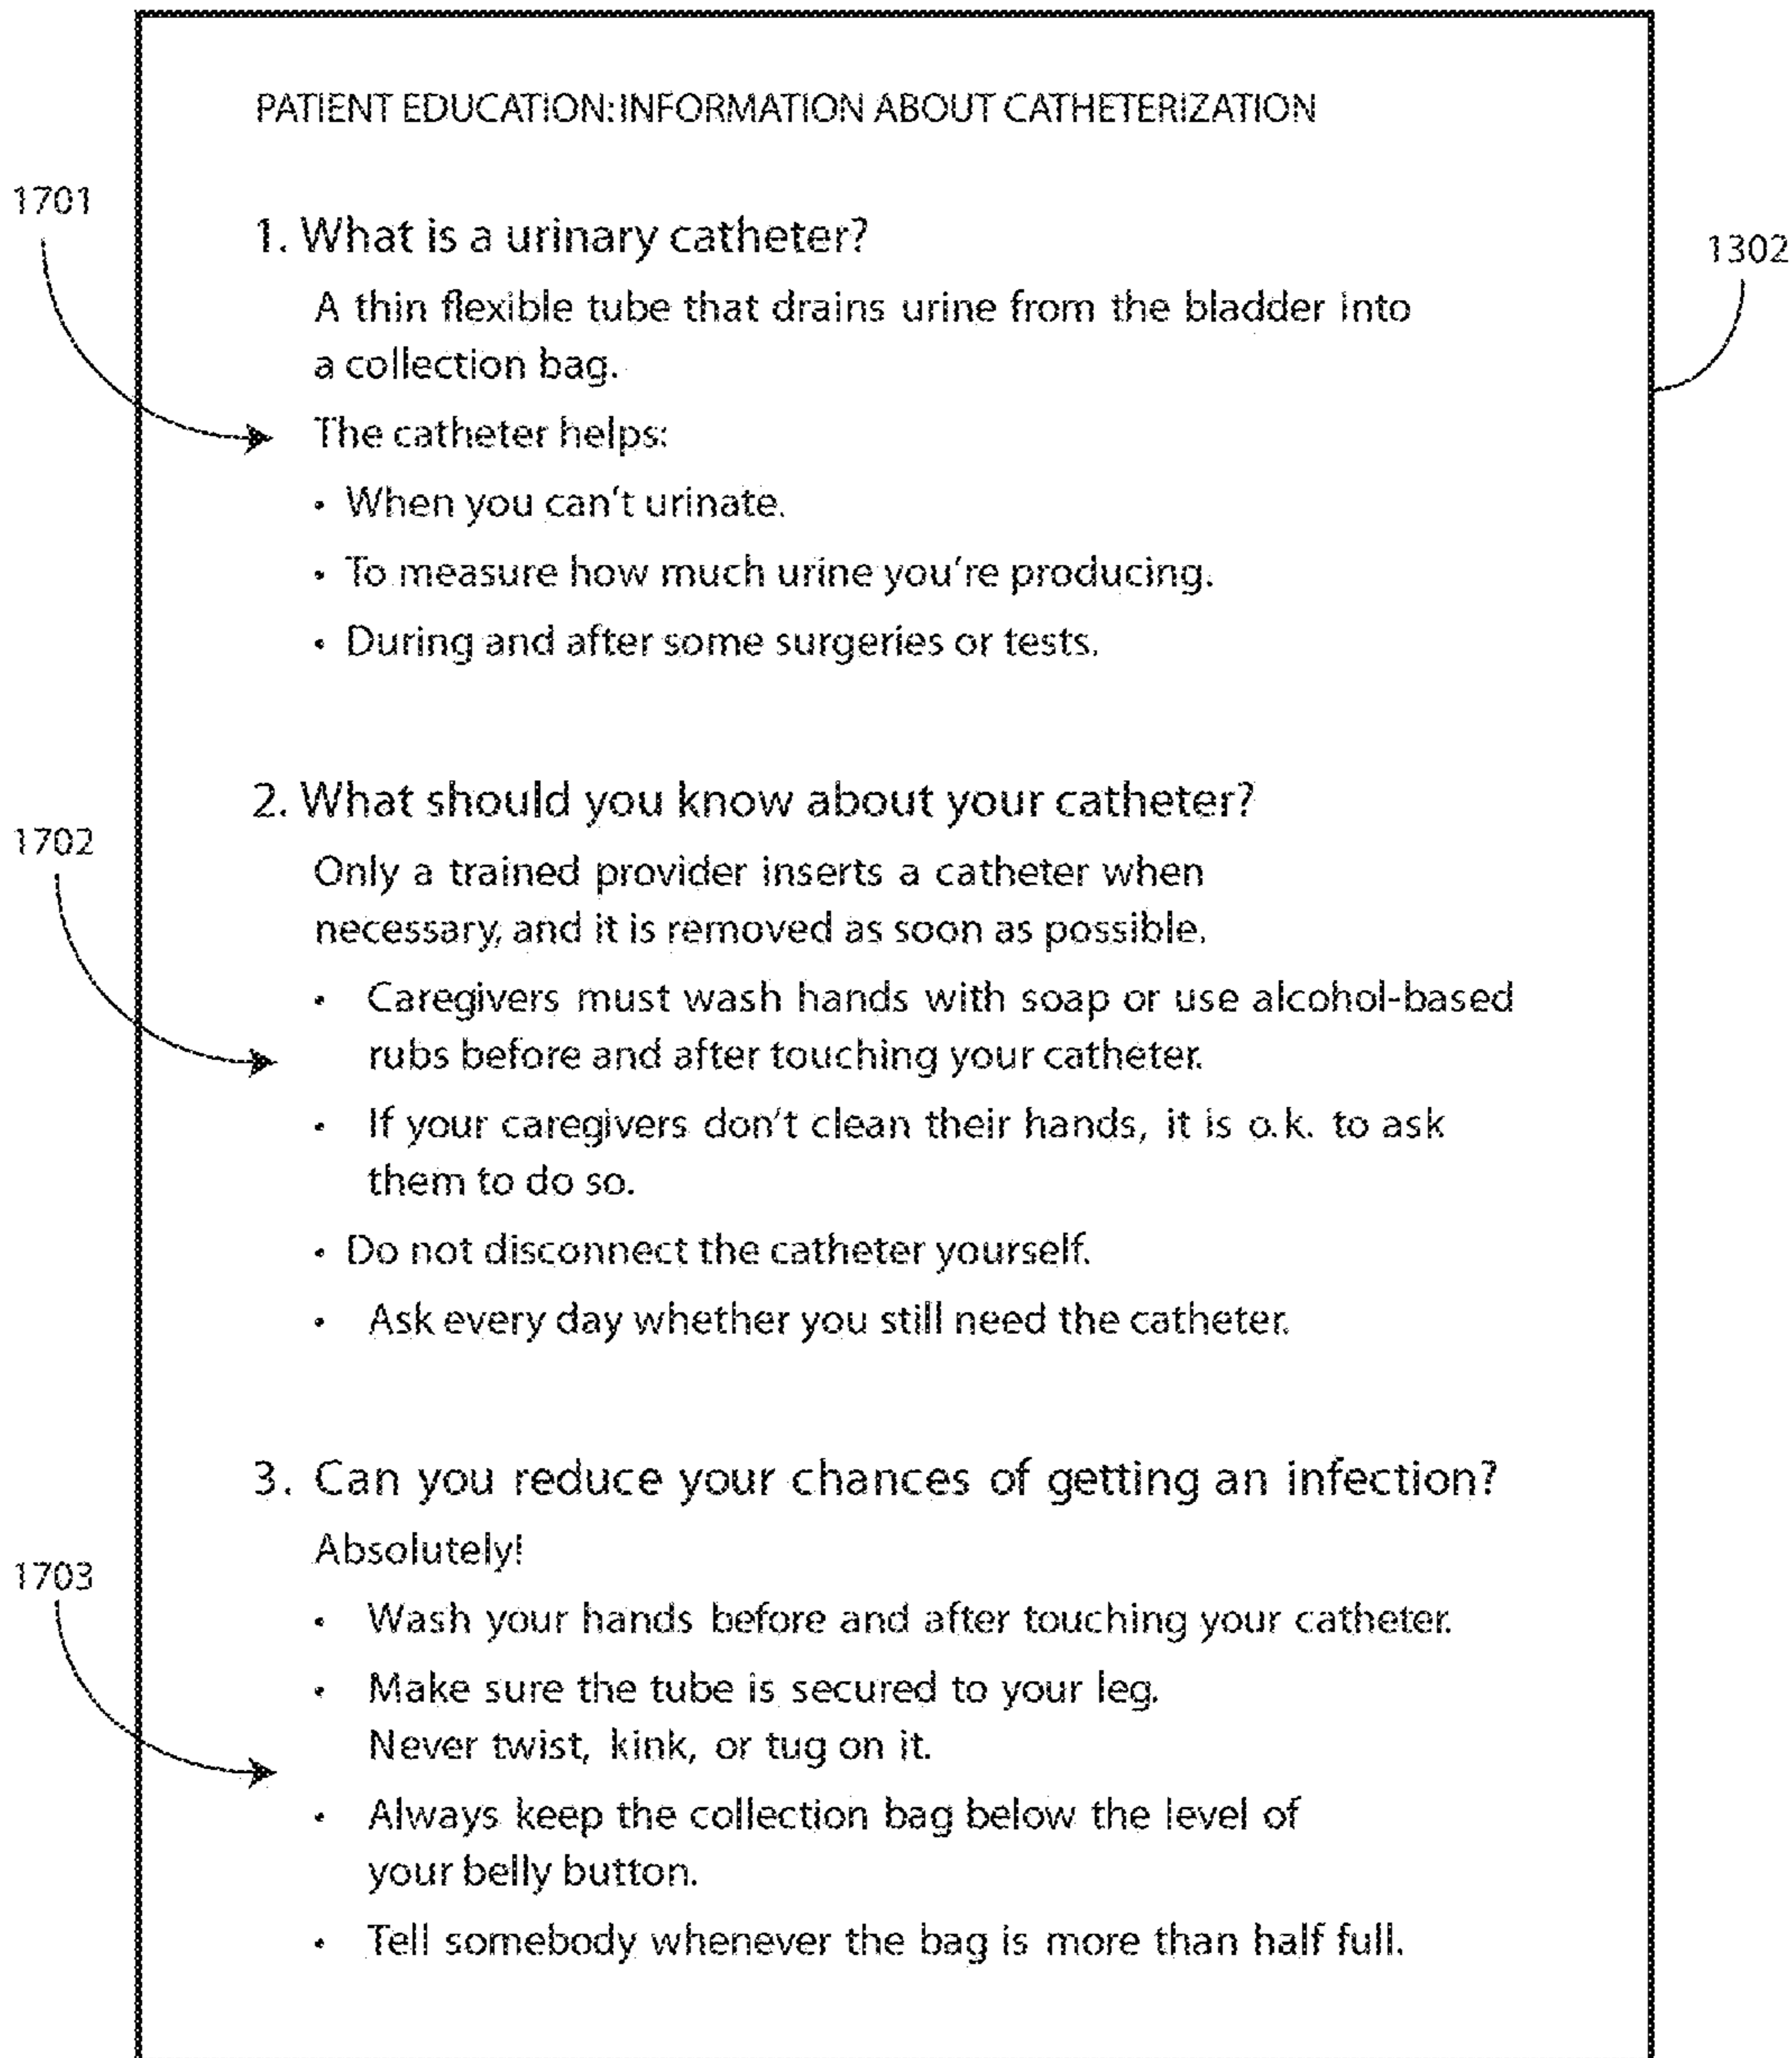 PATIENT EDUCATION: INFORMATION ABOUT CATHETERIZATION
1701
1. What is a urinary catheter?
1302
A thin flexible tube that drains urine from the bladder into
a collection bag.
The catheter helps:
• When you can't urinate.
• To measure how much urine you're producing.
• During and after some surgeries or tests.
2. What should you know about your catheter?
1702
Only a trained provider inserts a catheter when
necessary, and it is removed as soon as possible.
• Caregivers must wash hands with soap or use alcohol-based
rubs before and after touching your catheter.
• If your caregivers don't clean their hands, it is o.k. to ask
them to do so.
• Do not disconnect the catheter yourself.
• Ask every day whether you still need the catheter.
3. Can you reduce your chances of getting an infection?
Absolutely!
1703
• Wash your hands before and after touching your catheter.
• Make sure the tube is secured to your leg.
Never twist, kink, or tug on it.
• Always keep the collection bag below the level of
your belly button.
• Tell somebody whenever the bag is more than half full.